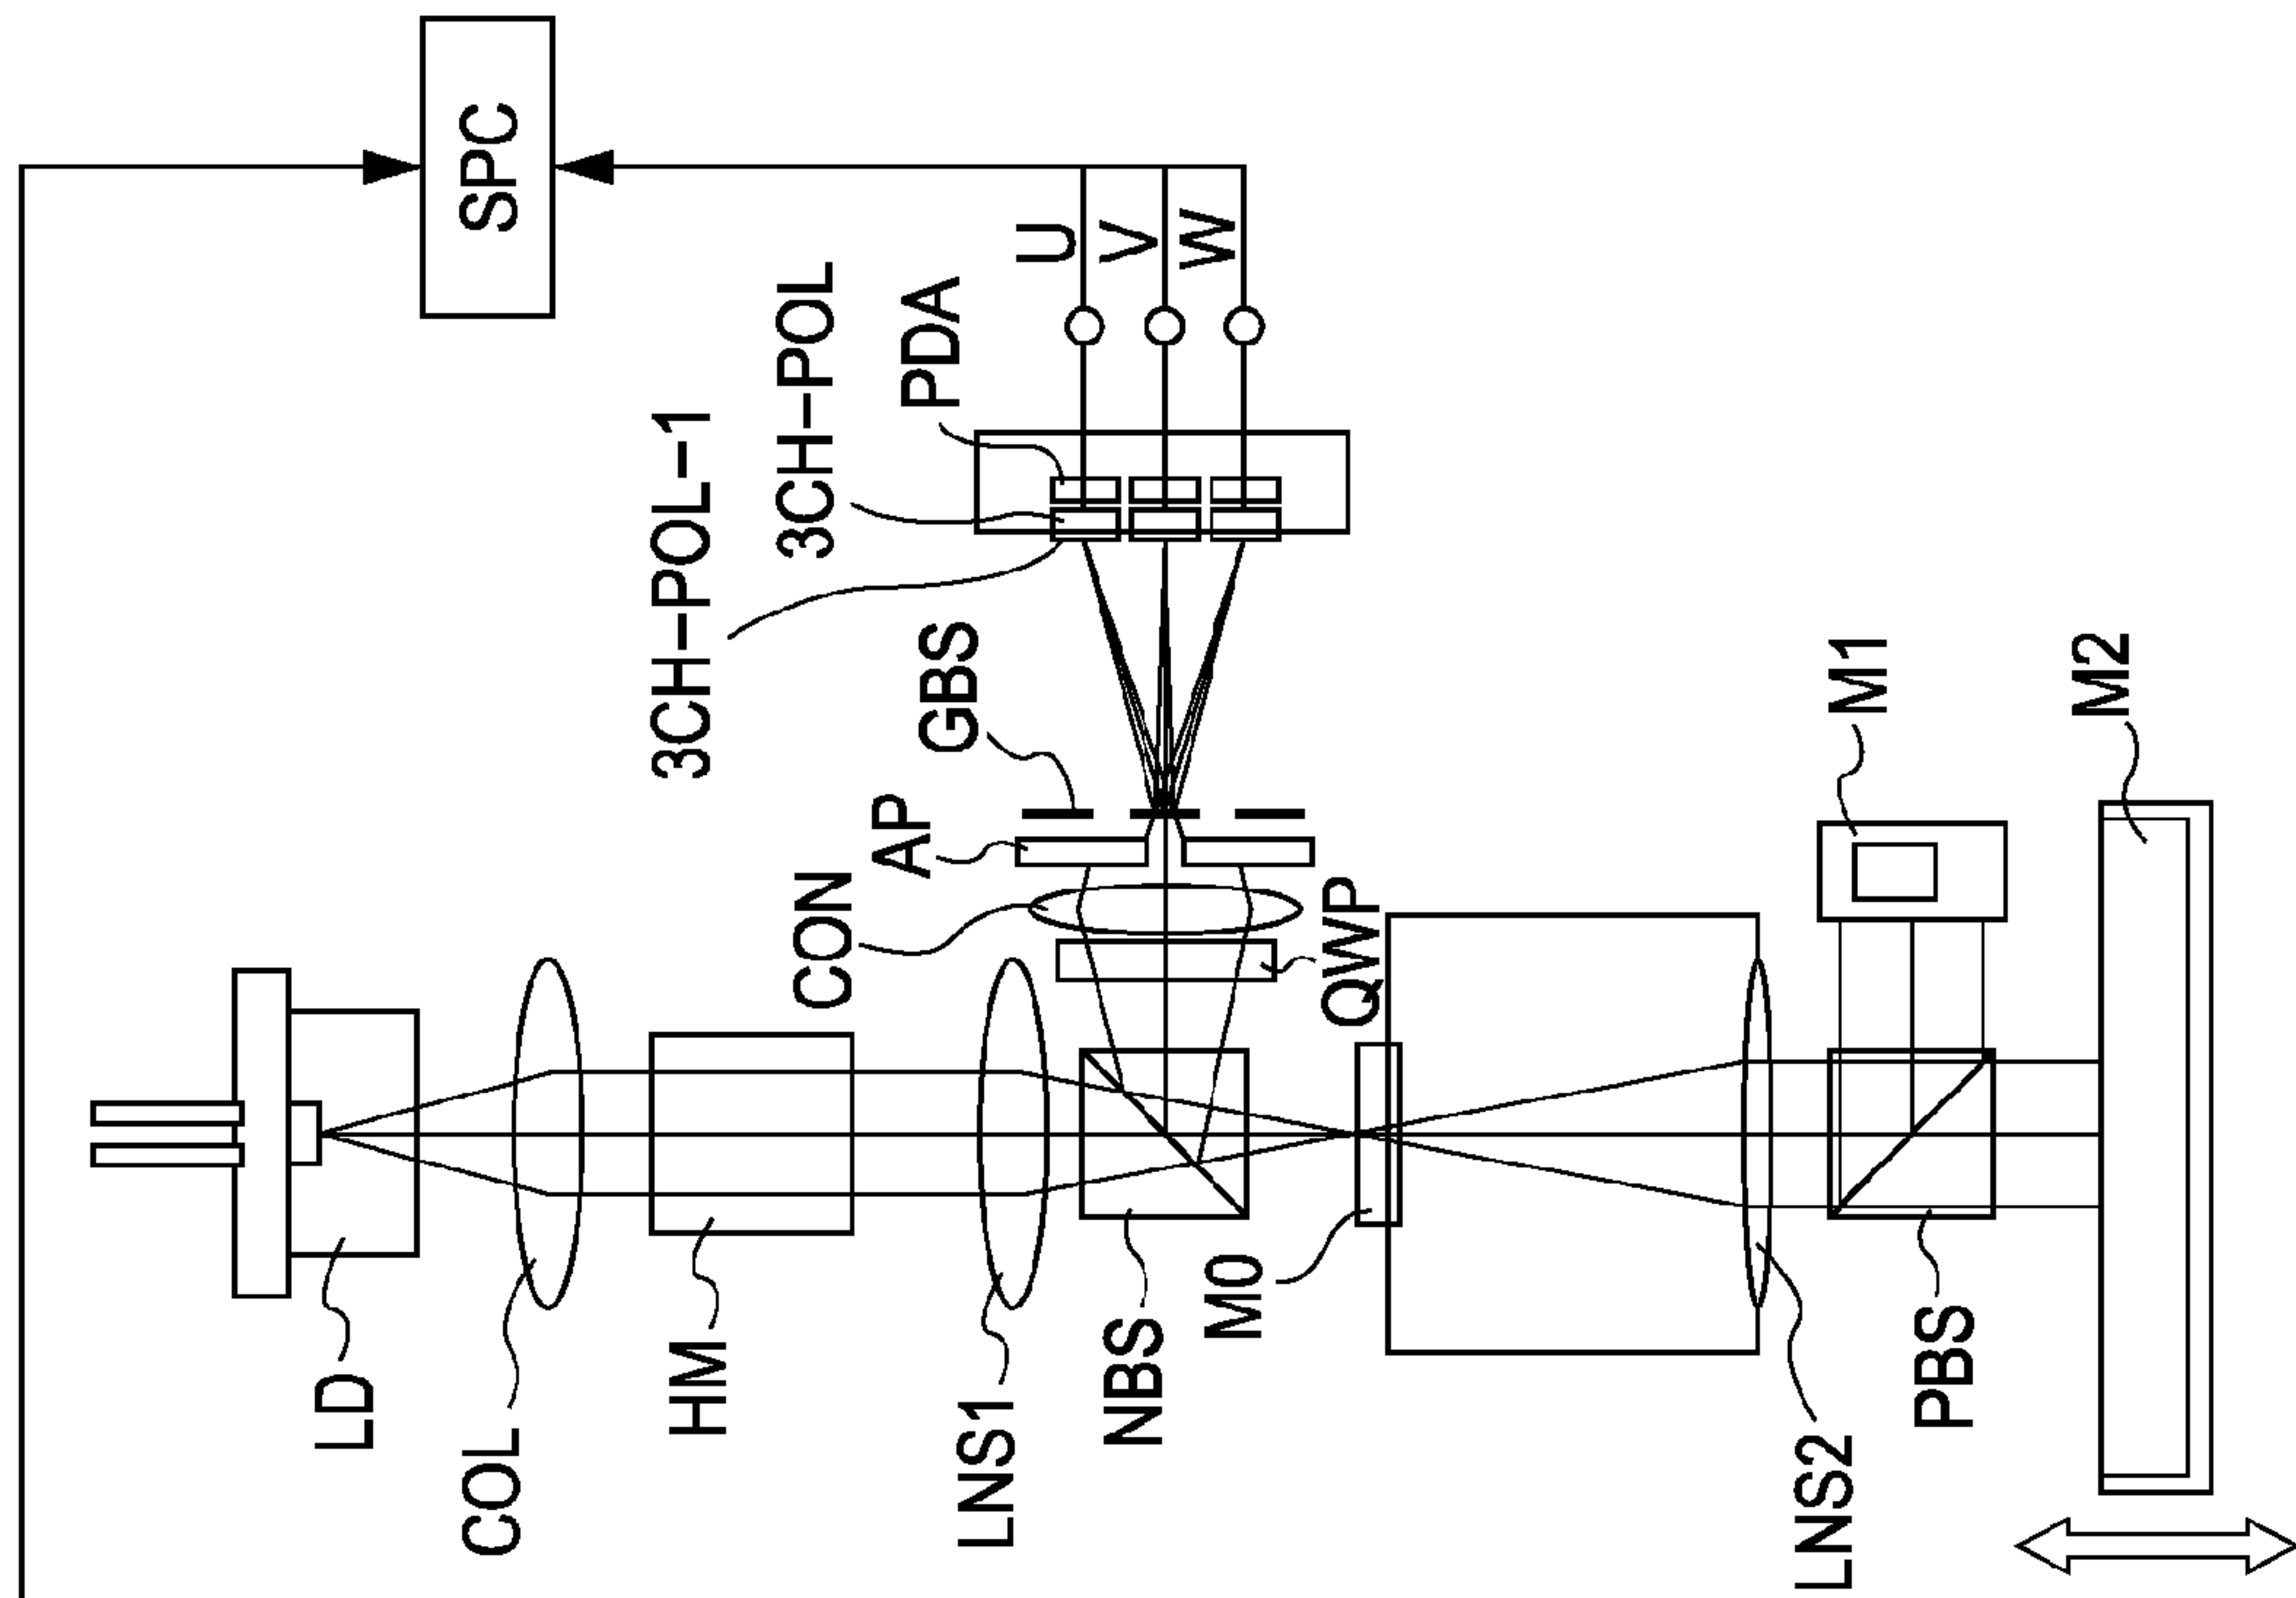 SPC
U
V
W
PDA
3CH-POL
3CH-POL-1
GBS
AP
CON
QWP
M1
M2
LD
COL
HM
LNS1
NBS
M0
LNS2
PBS